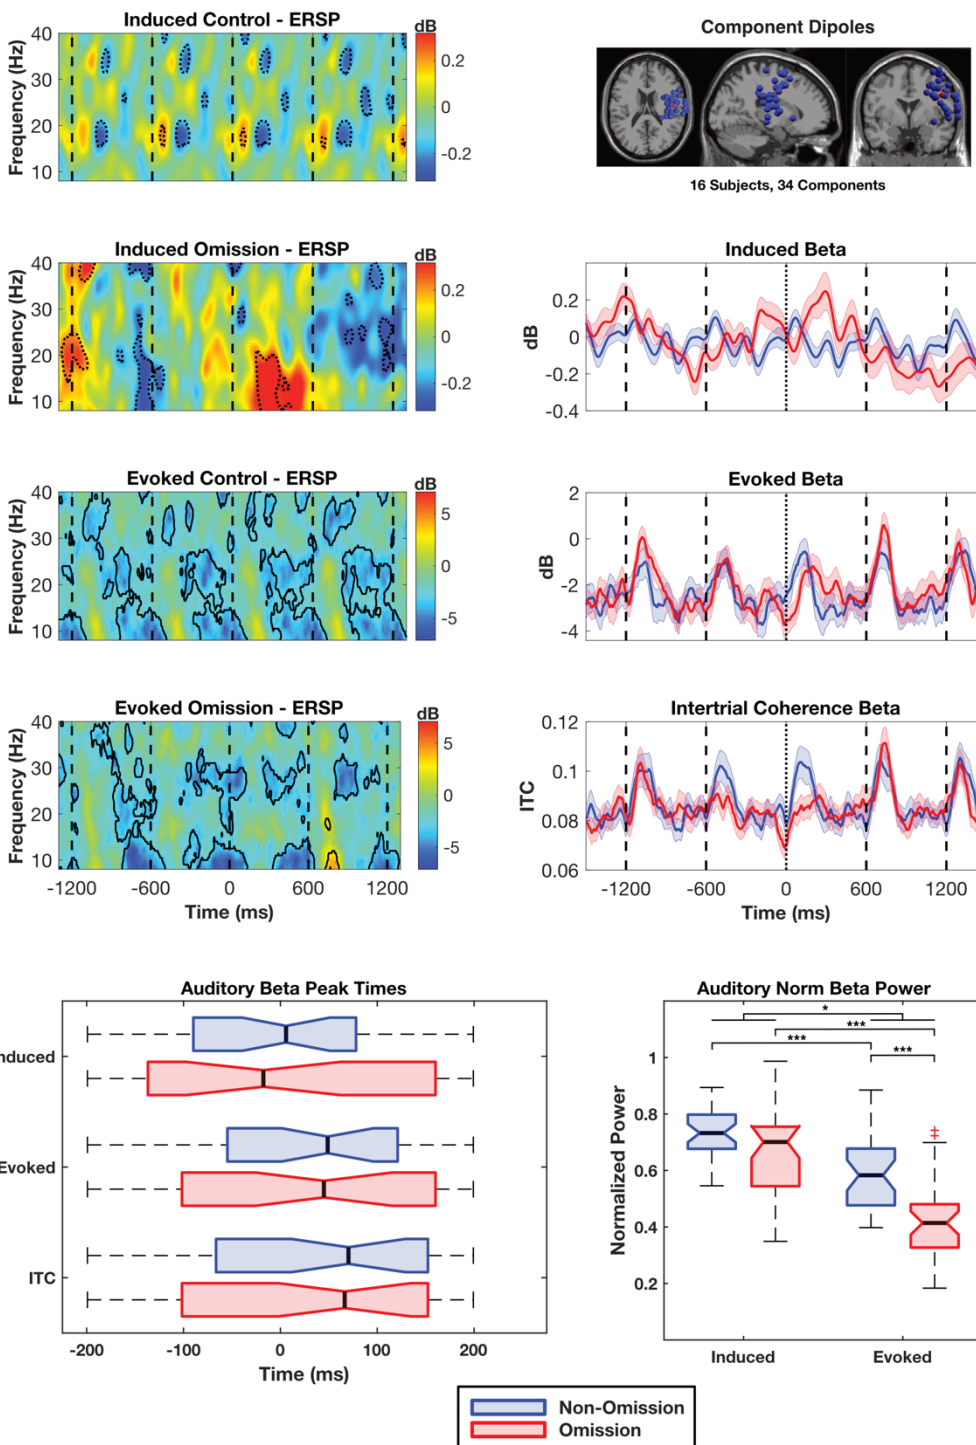 Induced Control - ERSP
dB
Frequency (Hz)
40
30
20
10
0.2
0
-0.2
Component Dipoles
16 Subjects, 34 Components
Induced Omission - ERSP
dB
Frequency (Hz)
40
30
20
10
0.2
0
-0.2
Induced Beta
dB
0.2
0
-0.2
-0.4
Evoked Control - ERSP
dB
Frequency (Hz)
40
30
20
10
5
0
-5
Evoked Beta
dB
2
0
-2
-4
Evoked Omission - ERSP
dB
Frequency (Hz)
40
30
20
10
5
0
-5
-1200 -600 0 600 1200
Time (ms)
Intertrial Coherence Beta
ITC
0.12
0.1
0.08
0.06
-1200 -600 0 600 1200
Time (ms)
Auditory Beta Peak Times
nduced
Evoked
ITC
-200 -100 0 100 200
Time (ms)
Auditory Norm Beta Power
*
***
***
***
Normalized Power
1
0.8
0.6
0.4
0.2
Induced Evoked
Non-Omission
Omission